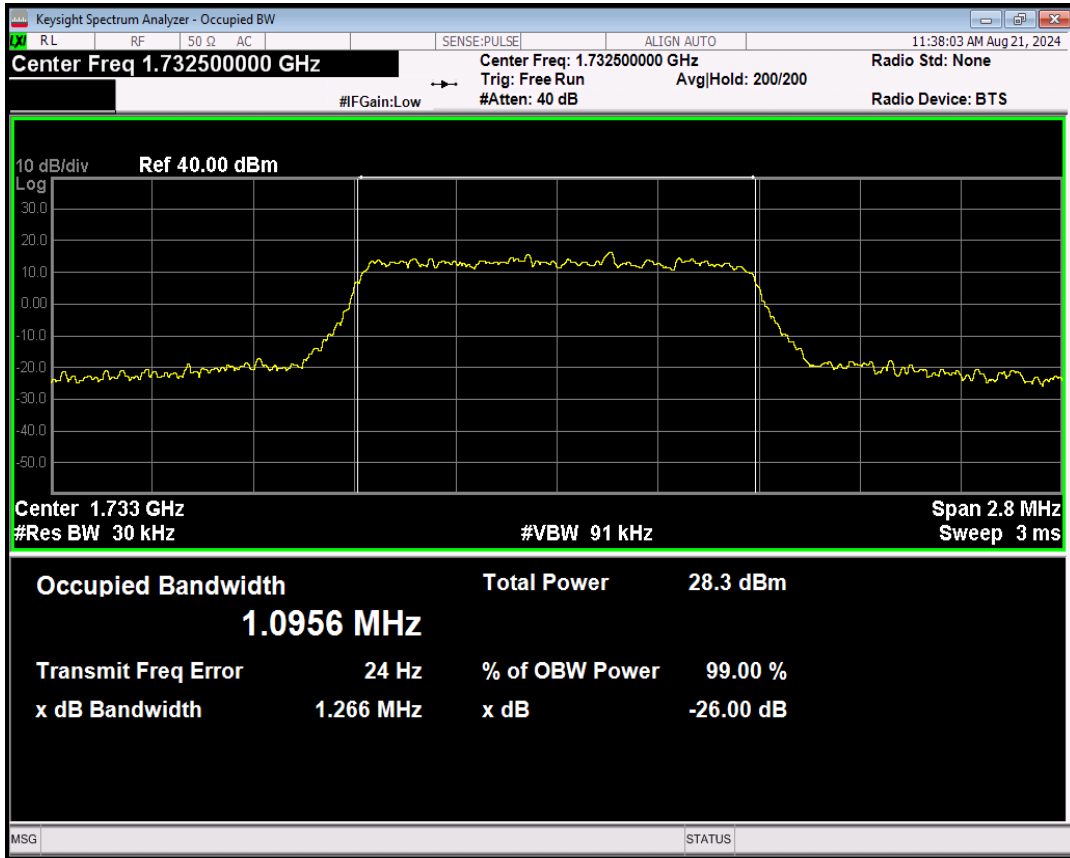 Keysight Spectrum Analyzer - Occupied BW
LXI RL RF 50 Ω AC SENSE:PULSE ALIGN AUTO 11:38:03 AM Aug 21, 2024
Center Freq 1.732500000 GHz Center Freq: 1.732500000 GHz Radio Std: None
Trig: Free Run Avg|Hold: 200/200
#IFGain:Low #Atten: 40 dB Radio Device: BTS
10 dB/div Ref 40.00 dBm
Log
30.0
20.0
10.0
0.00
-10.0
-20.0
-30.0
-40.0
-50.0
Center 1.733 GHz Span 2.8 MHz
#Res BW 30 kHz #VBW 91 kHz Sweep 3 ms
Occupied Bandwidth Total Power 28.3 dBm
1.0956 MHz
Transmit Freq Error 24 Hz % of OBW Power 99.00 %
x dB Bandwidth 1.266 MHz x dB -26.00 dB
MSG STATUS